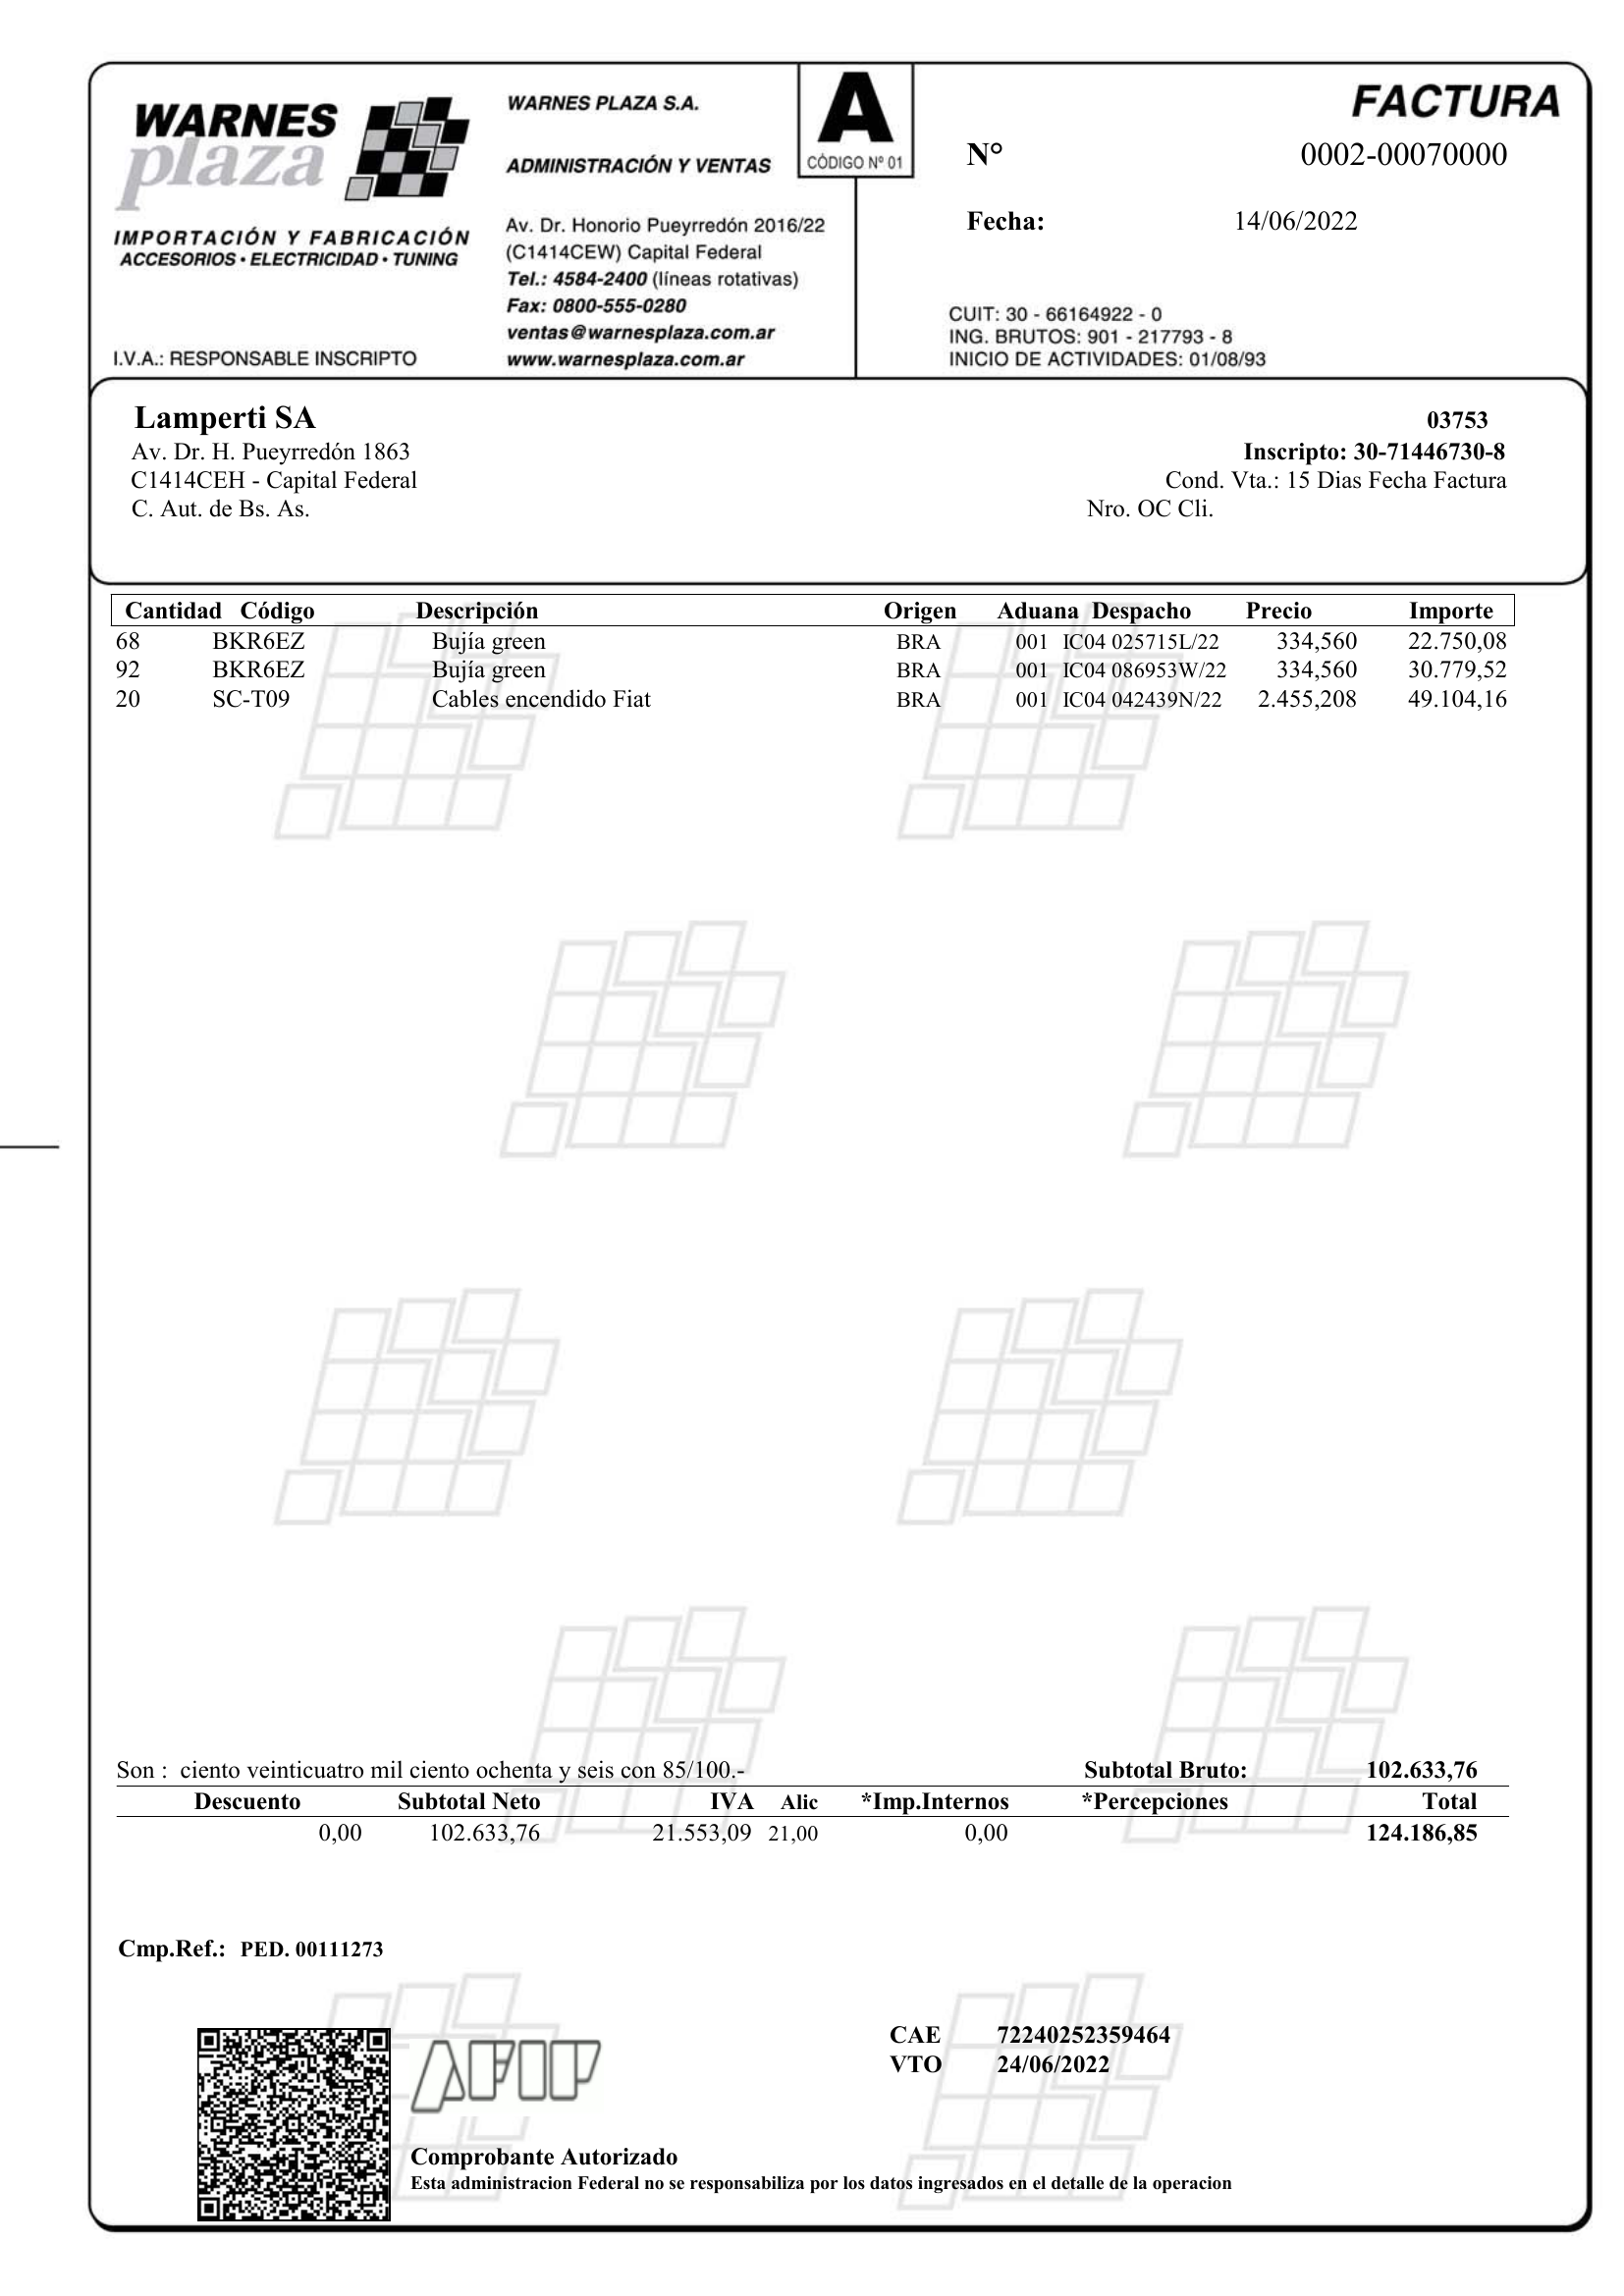 WARNES
plaza
IMPORTACIÓN Y FABRICACIÓN
ACCESORIOS • ELECTRICIDAD • TUNING
I.V.A.: RESPONSABLE INSCRIPTO
WARNES PLAZA S.A.
ADMINISTRACIÓN Y VENTAS
Av. Dr. Honorio Pueyrredón 2016/22
(C1414CEW) Capital Federal
Tel.: 4584-2400 (líneas rotativas)
Fax: 0800-555-0280
ventas@warnesplaza.com.ar
www.warnesplaza.com.ar
A
CÓDIGO Nº 01
FACTURA
N° 0002-00070000
Fecha: 14/06/2022
CUIT: 30 - 66164922 - 0
ING. BRUTOS: 901 - 217793 - 8
INICIO DE ACTIVIDADES: 01/08/93
Lamperti SA 03753
Av. Dr. H. Pueyrredón 1863 Inscripto: 30-71446730-8
C1414CEH - Capital Federal Cond. Vta.: 15 Dias Fecha Factura
C. Aut. de Bs. As. Nro. OC Cli.
Cantidad Código Descripción Origen Aduana Despacho Precio Importe
68 BKR6EZ Bujía green BRA 001 IC04 025715L/22 334,560 22.750,08
92 BKR6EZ Bujía green BRA 001 IC04 086953W/22 334,560 30.779,52
20 SC-T09 Cables encendido Fiat BRA 001 IC04 042439N/22 2.455,208 49.104,16
Son : ciento veinticuatro mil ciento ochenta y seis con 85/100.- Subtotal Bruto: 102.633,76
Descuento Subtotal Neto IVA Alic *Imp.Internos *Percepciones Total
0,00 102.633,76 21.553,09 21,00 0,00 124.186,85
Cmp.Ref.: PED. 00111273
AFIP
CAE 72240252359464
VTO 24/06/2022
Comprobante Autorizado
Esta administracion Federal no se responsabiliza por los datos ingresados en el detalle de la operacion